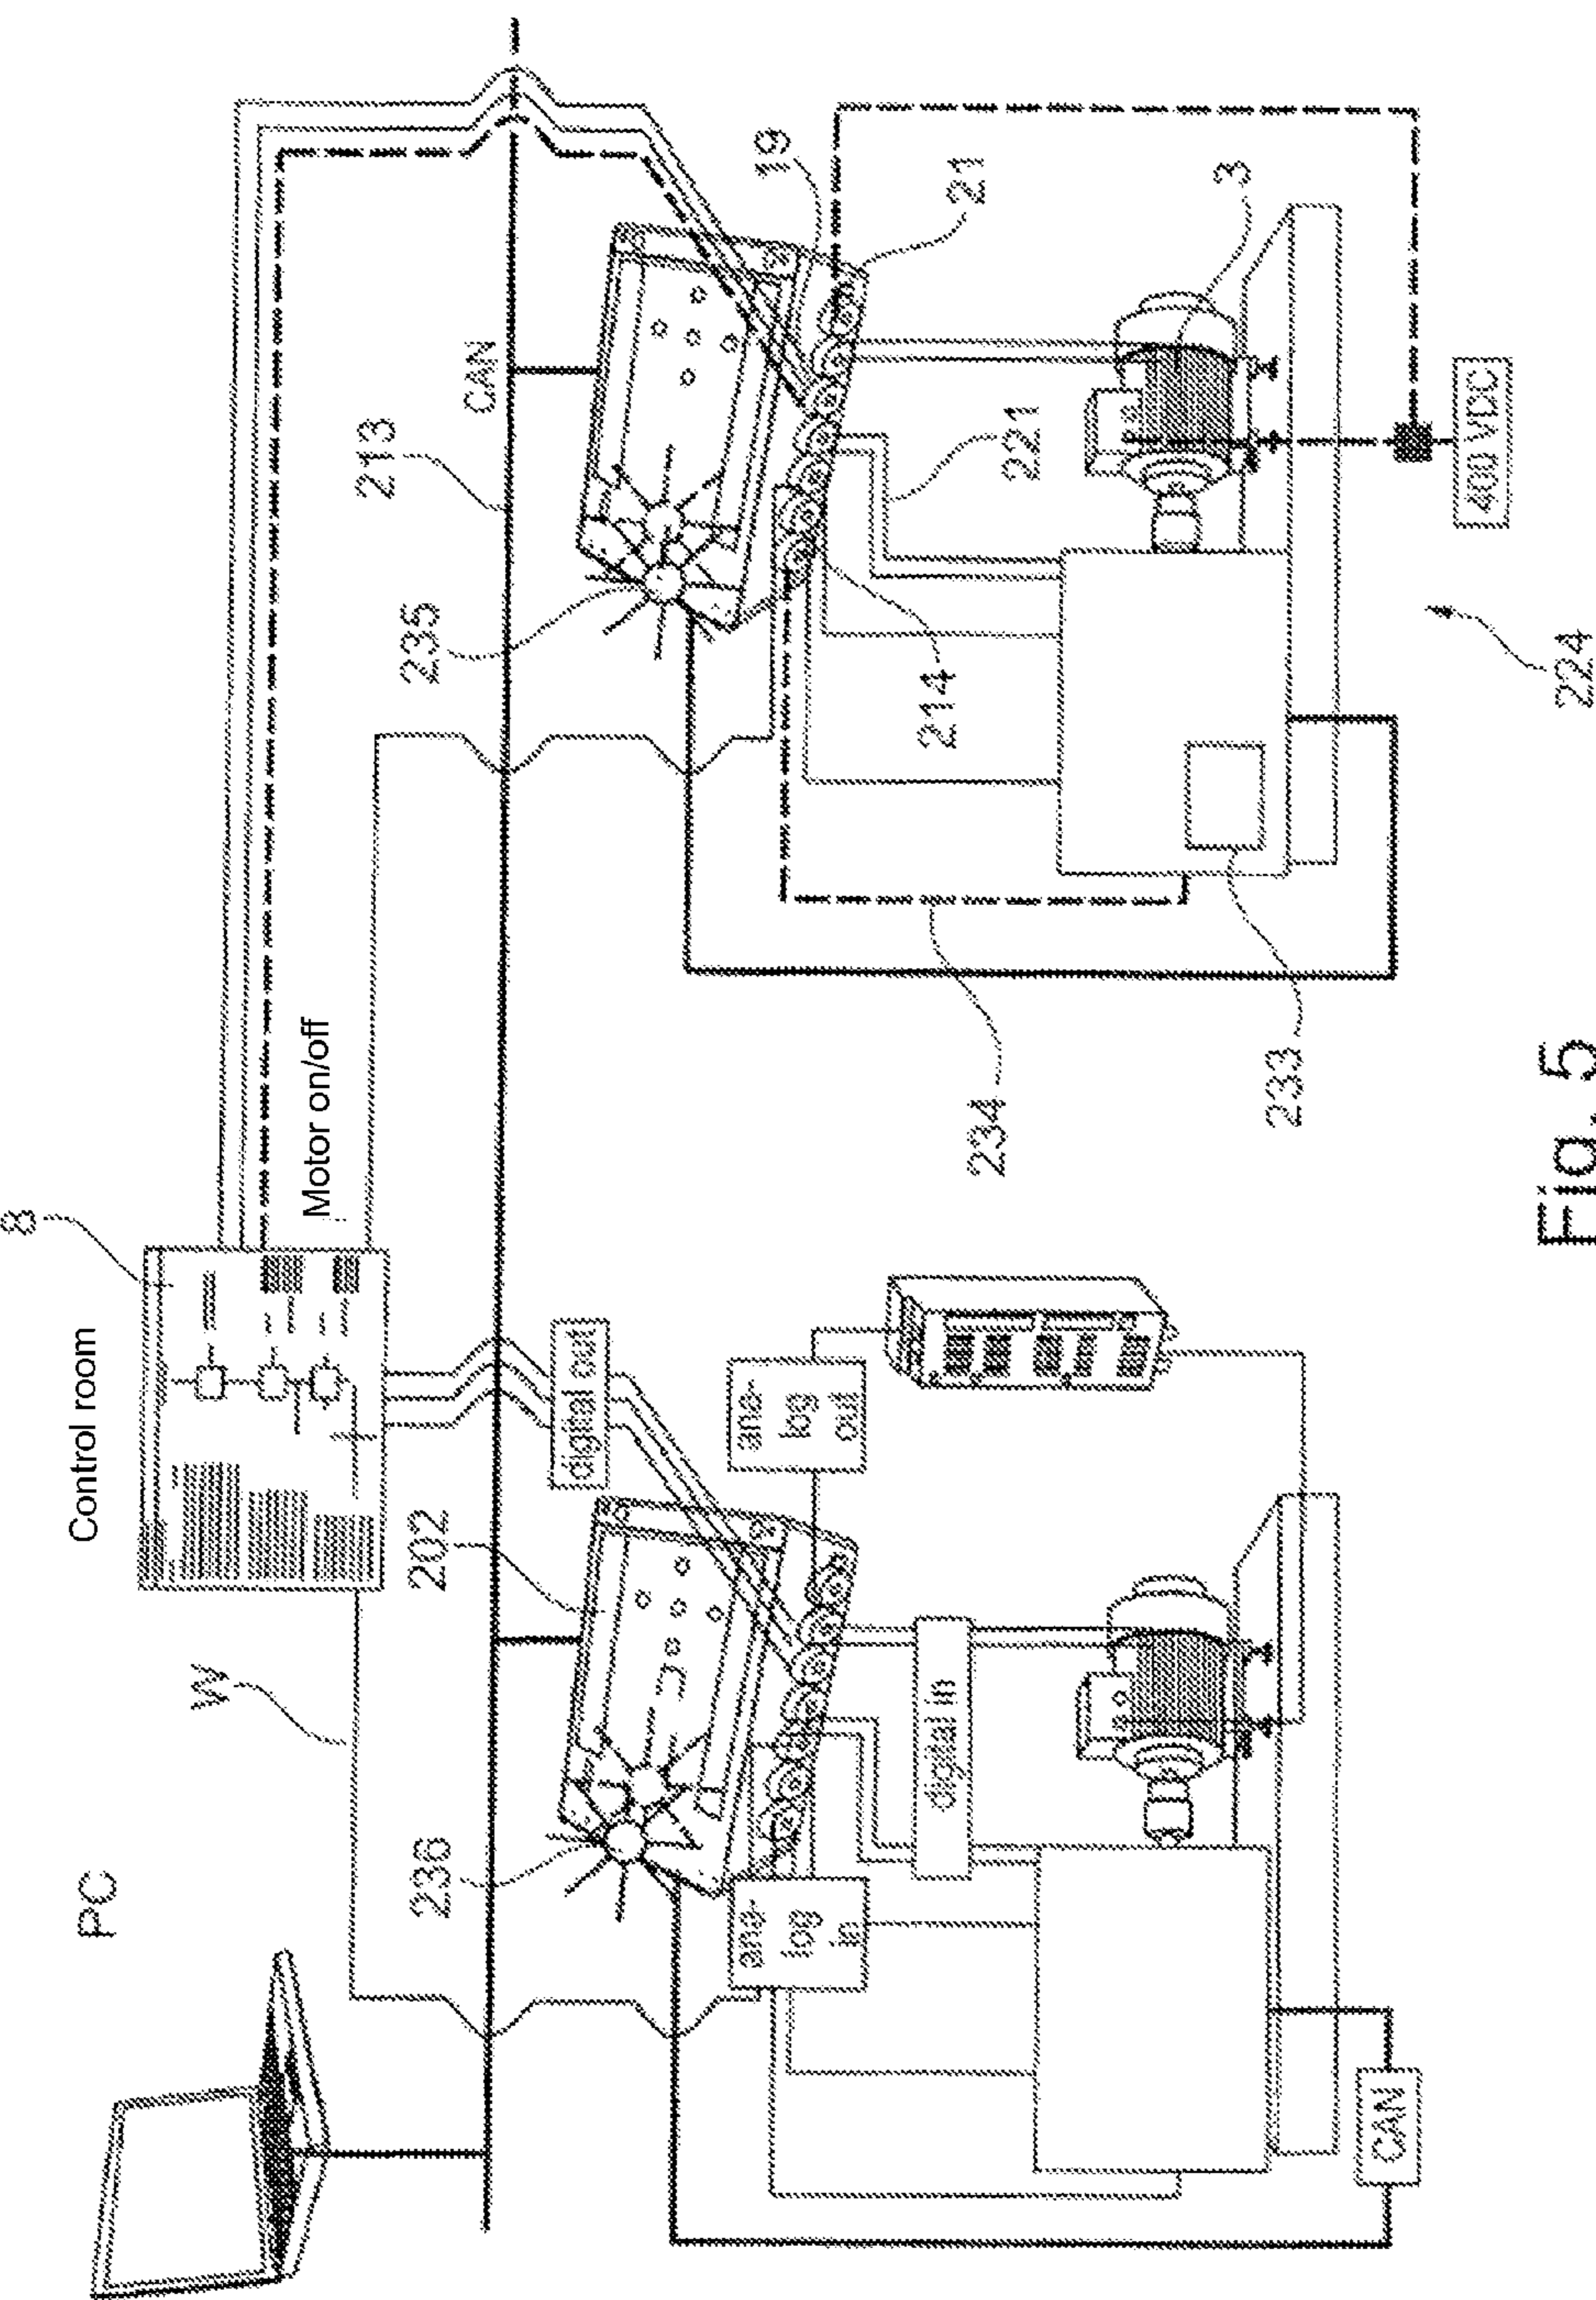 PC
Control room
8
W
236
202
ana-
log
in
digital out
digital in
ana-
log
out
CAN
Motor on/off
213
CAN
235
19
21
214
221
3
234
233
224
400 VDC
Fig. 5